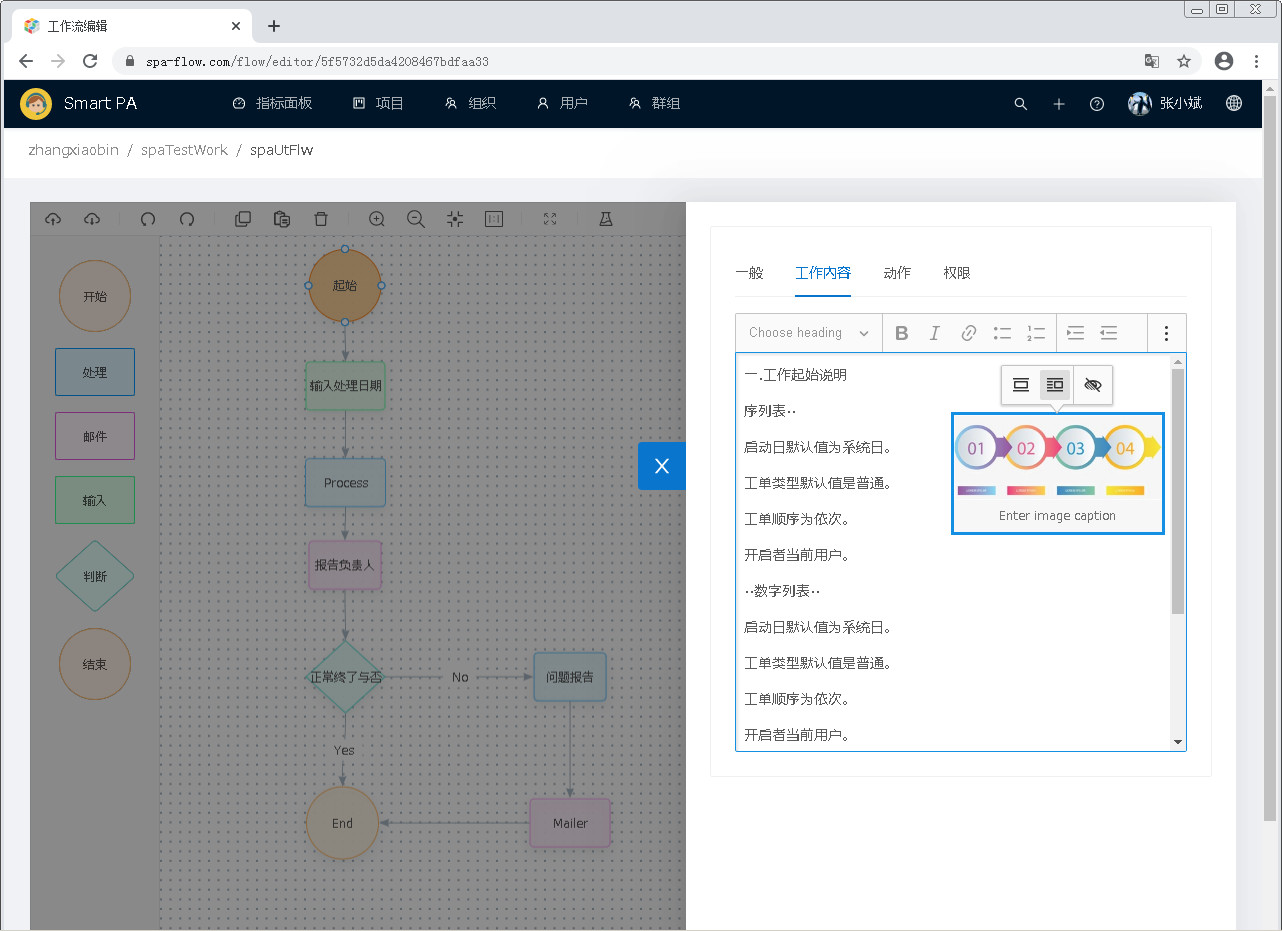 工作流编辑
spa-flow.com/flow/editor/5f5732d5da4208467bdfaa33
Smart PA 指标面板 项目 组织 用户 群组 张小斌
zhangxiaobin / spaTestWork / spaUtFlw
开始
处理
邮件
输入
判断
结束
起始
输入处理日期
Process
报告负责人
正常终了与否
No
问题报告
Yes
End
Mailer
一般 工作内容 动作 权限
Choose heading
一.工作起始说明
序列表··
启动日默认值为系统日。
工单类型默认值是普通。
工单顺序为依次。
开启者当前用户。
··数字列表··
启动日默认值为系统日。
工单类型默认值是普通。
工单顺序为依次。
开启者当前用户。
01 02 03 04
Enter image caption